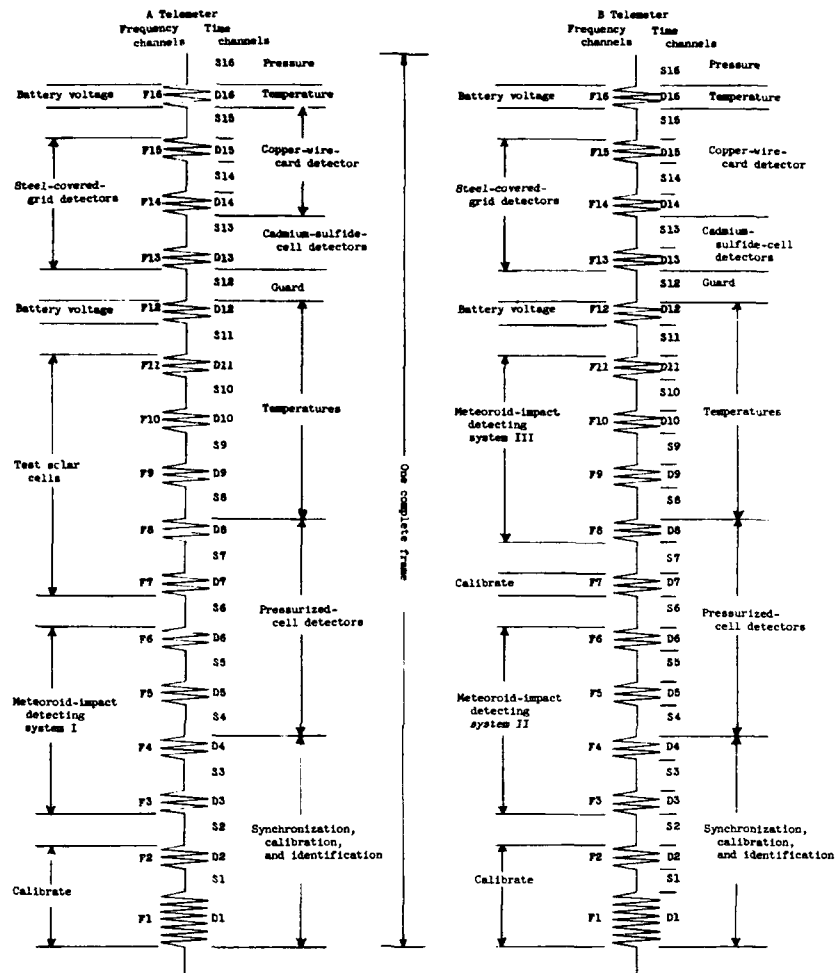 A Telemeter
Frequency channels
Time channels
S16 Pressure
Battery voltage F16 D16 Temperature
S15
F15 D15 Copper-wire-card detector
S14
Steel-covered-grid detectors
F14 D14
S13
Cadmium-sulfide-cell detectors
F13 D13
S12 Guard
Battery voltage F12 D12
S11
F11 D11
S10
F10 D10 Temperatures
S9
Test solar cells
F9 D9
S8
F8 D8
S7
F7 D7
S6
Pressurized-cell detectors
F6 D6
S5
F5 D5
Meteoroid-impact detecting system I
S4
F4 D4
S3
F3 D3
S2
Synchronization, calibration, and identification
F2 D2
S1
Calibrate
F1 D1
One complete frame
B Telemeter
Frequency channels
Time channels
S16 Pressure
Battery voltage F16 D16 Temperature
S15
F15 D15 Copper-wire-card detector
S14
Steel-covered-grid detectors
F14 D14
S13
Cadmium-sulfide-cell detectors
F13 D13
S12 Guard
Battery voltage F12 D12
S11
F11 D11
S10
Meteoroid-impact detecting system III
F10 D10 Temperatures
S9
F9 D9
S8
F8 D8
S7
Calibrate F7 D7
S6
Pressurized-cell detectors
F6 D6
S5
F5 D5
Meteoroid-impact detecting system II
S4
F4 D4
S3
F3 D3
S2
Synchronization, calibration, and identification
F2 D2
S1
Calibrate
F1 D1